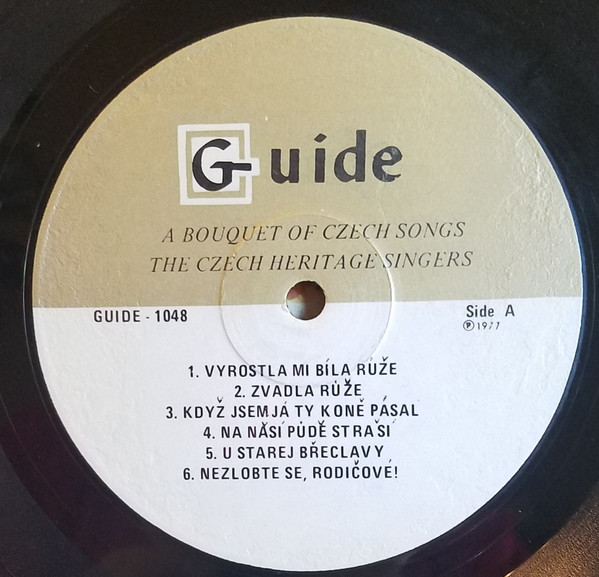 Guide
A BOUQUET OF CZECH SONGS
THE CZECH HERITAGE SINGERS
GUIDE - 1048
Side A
℗1977
1. VYROSTLA MI BÍLA RŮŽE
2. ZVADLA RŮŽE
3. KDYŽ JSEM JÁ TY KONĚ PÁSAL
4. NA NAŠÍ PŮDĚ STRAŠÍ
5. U STAREJ BŘECLAVY
6. NEZLOBTE SE, RODIČOVÉ!